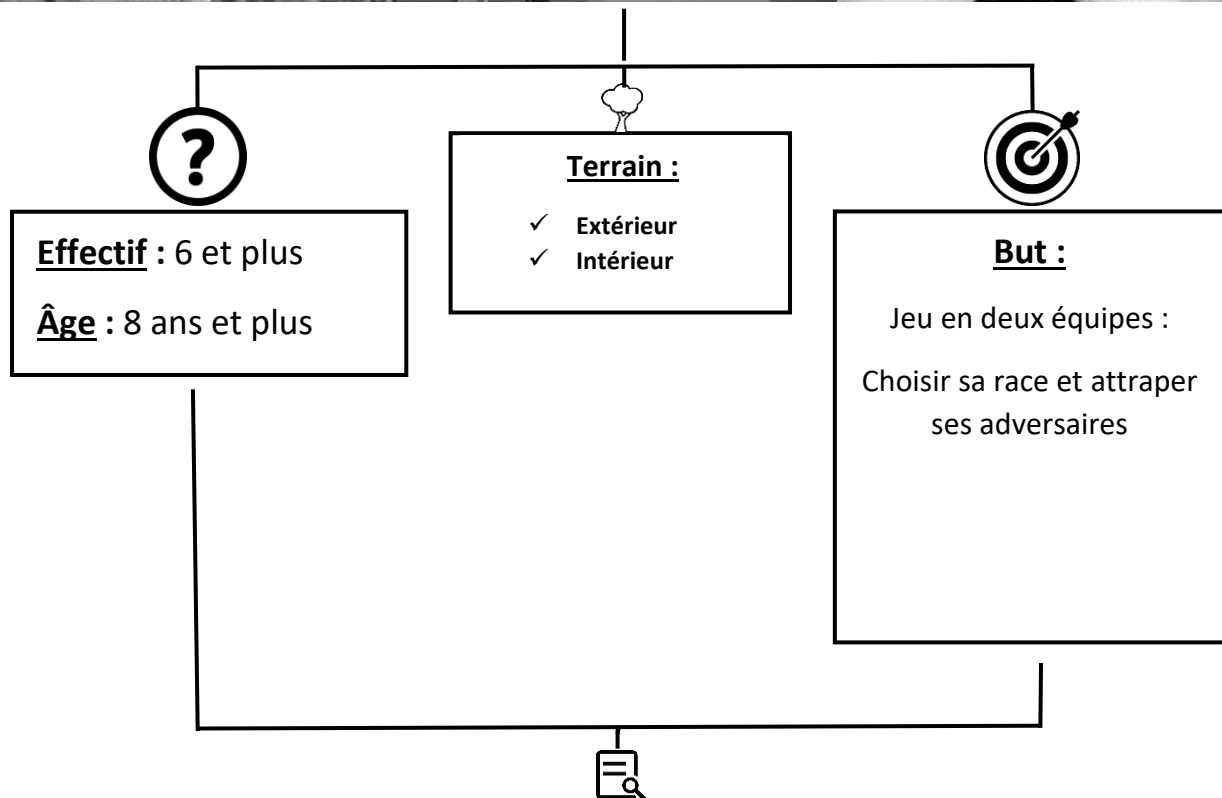 ?
Effectif : 6 et plus
Âge : 8 ans et plus
Terrain :
✓ Extérieur
✓ Intérieur
But :
Jeu en deux équipes :
Choisir sa race et attraper
ses adversaires